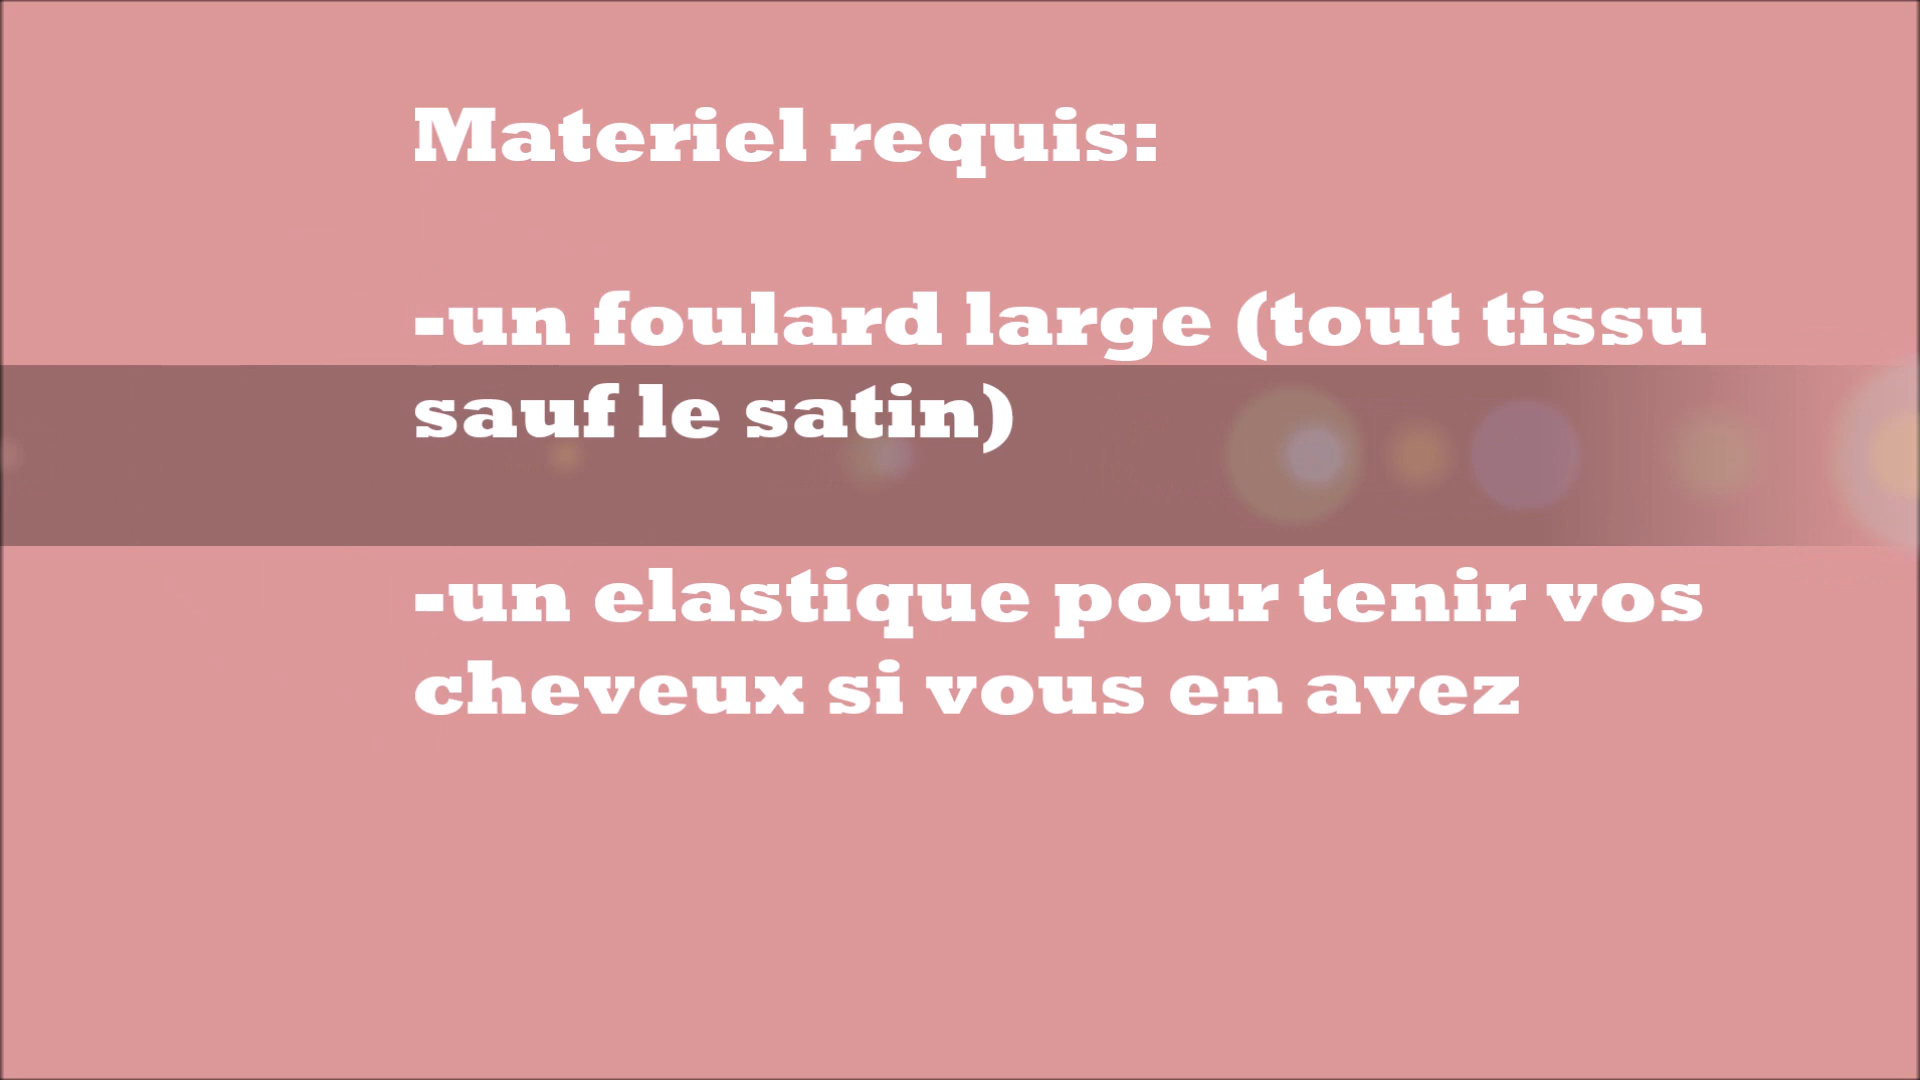 Materiel requis:
-un foulard large (tout tissu
sauf le satin)
-un elastique pour tenir vos
cheveux si vous en avez